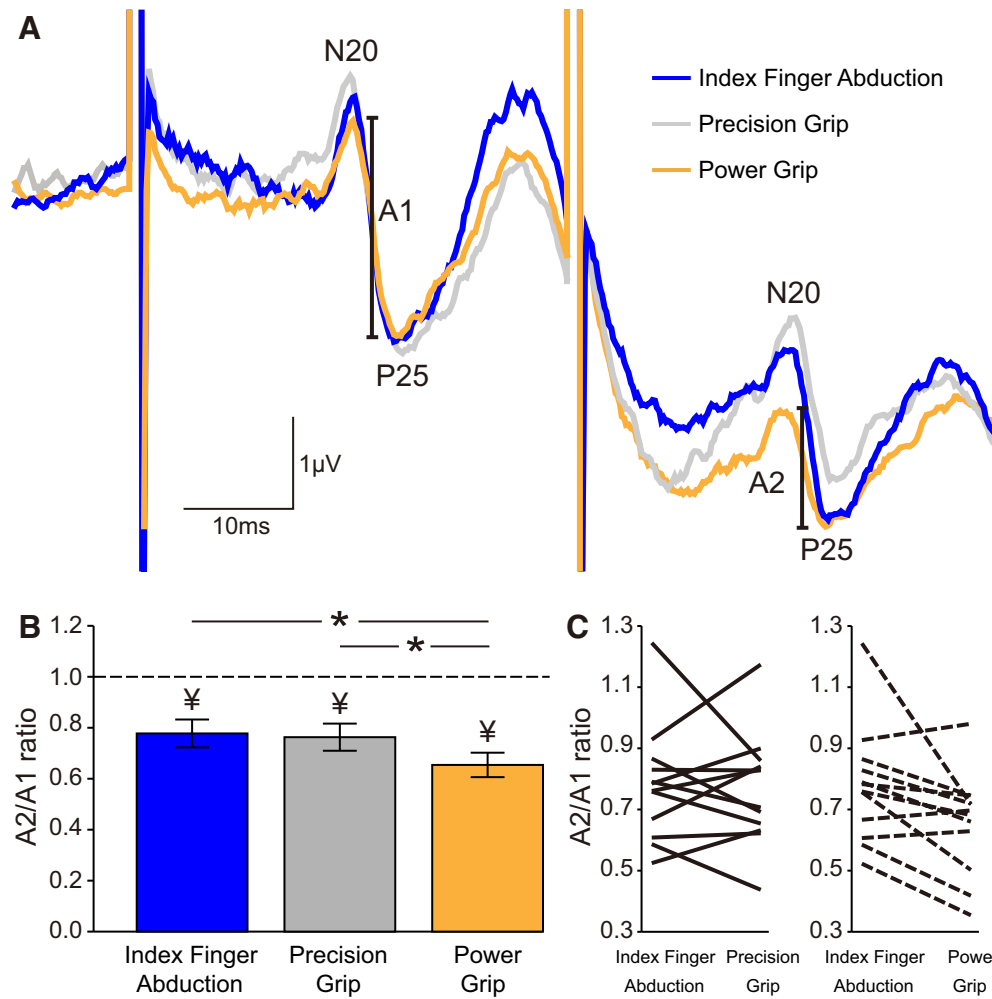 A
N20
Index Finger Abduction
Precision Grip
Power Grip
A1
P25
N20
1µV
10ms
A2
P25
B
A2/A1 ratio
1.2
1.0
0.8
0.6
0.4
0.2
0.0
*
*
¥
¥
¥
Index Finger
Abduction
Precision
Grip
Power
Grip
C
A2/A1 ratio
1.3
1.1
0.9
0.7
0.5
0.3
Index Finger
Abduction
Precision
Grip
1.3
1.1
0.9
0.7
0.5
0.3
Index Finger
Abduction
Power
Grip